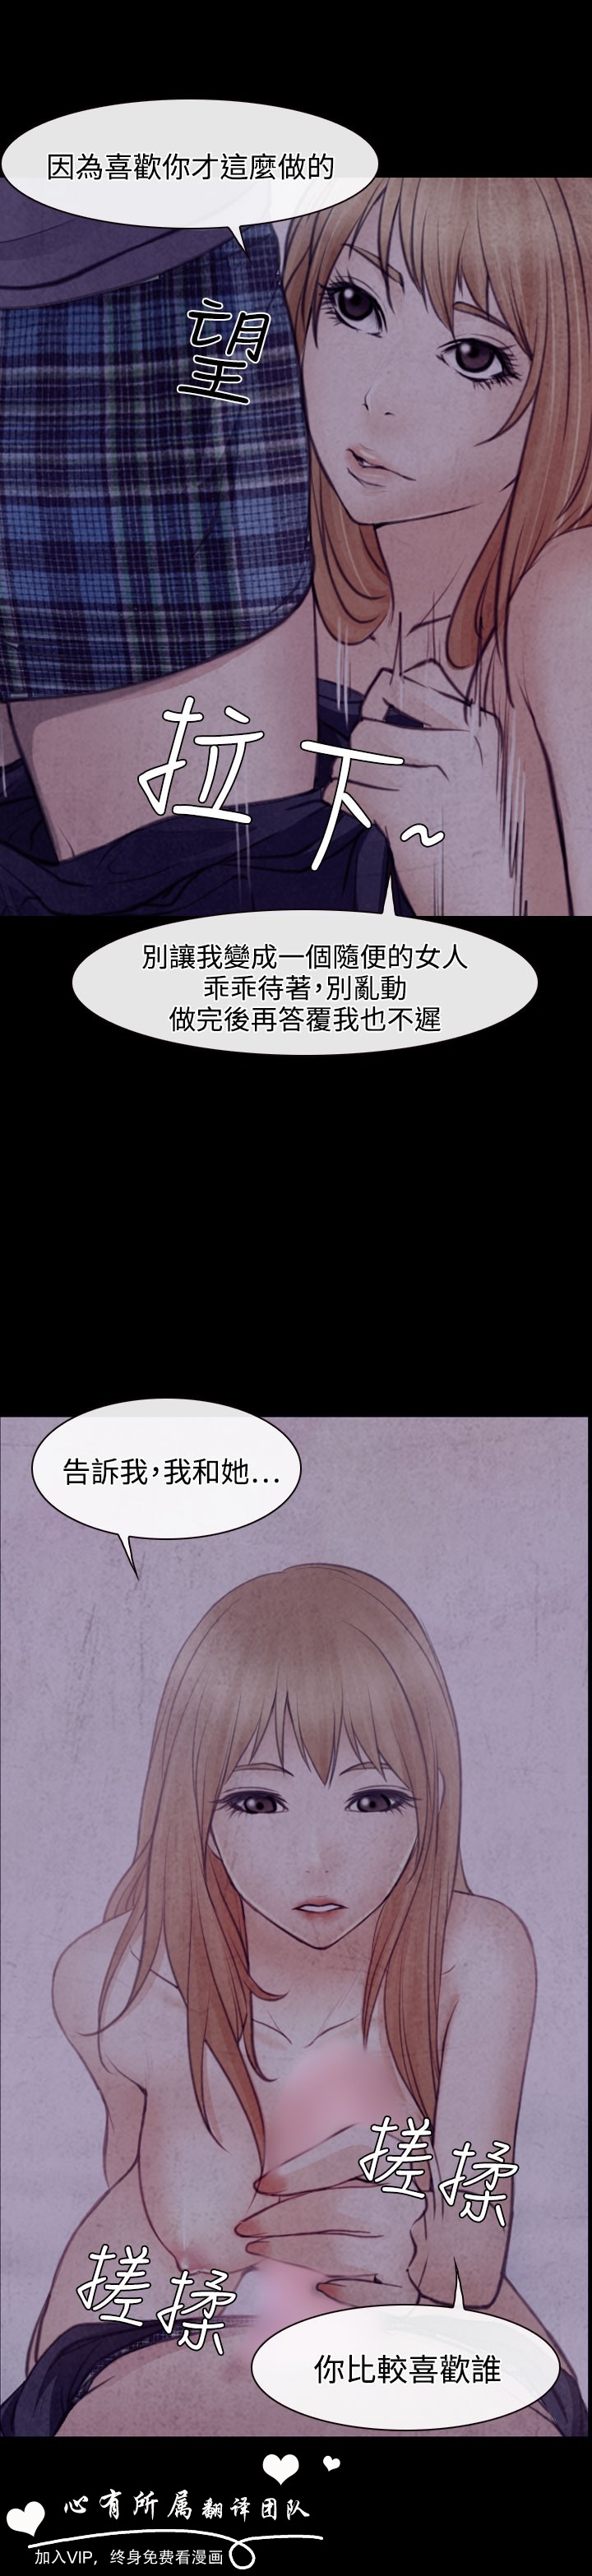 因為喜歡你才這麼做的
望
拉下~
別讓我變成一個隨便的女人
乖乖待著,別亂動
做完後再答覆我也不遲
告訴我,我和她...
搓揉
搓揉
你比較喜歡誰
心有所属翻译团队
加入VIP，终身免费看漫画